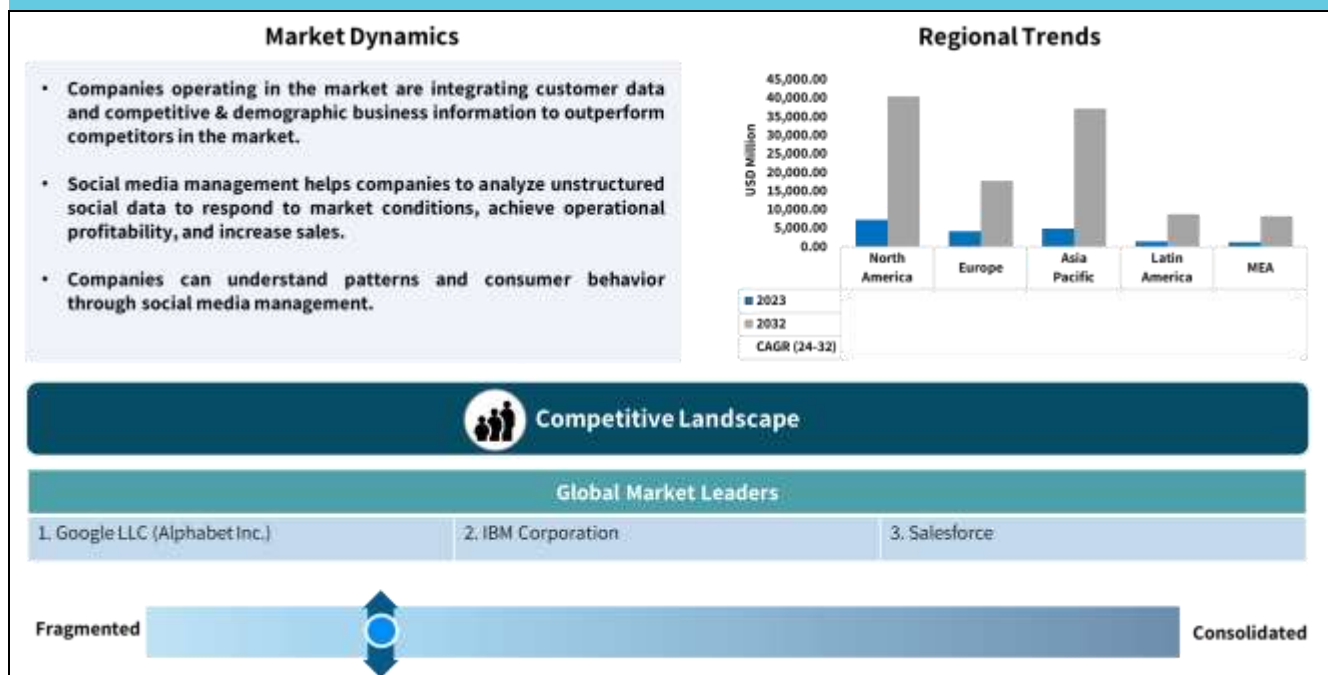 Market Dynamics
• Companies operating in the market are integrating customer data
and competitive & demographic business information to outperform
competitors in the market.
• Social media management helps companies to analyze unstructured
social data to respond to market conditions, achieve operational
profitability, and increase sales.
• Companies can understand patterns and consumer behavior
through social media management.
Regional Trends
USD Million
45,000.00
40,000.00
35,000.00
30,000.00
25,000.00
20,000.00
15,000.00
10,000.00
5,000.00
0.00
North
America
Europe
Asia
Pacific
Latin
America
MEA
2023
2032
CAGR (24-32)
Competitive Landscape
Global Market Leaders
1. Google LLC (Alphabet Inc.)
2. IBM Corporation
3. Salesforce
Fragmented
Consolidated